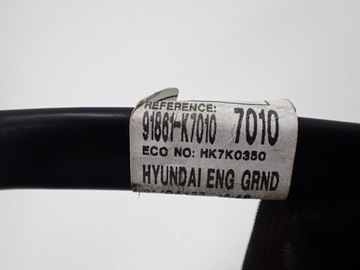 REFERENCE:
91861-K7010 7010
ECO NO: HK7K0350
HYUNDAI ENG GRND